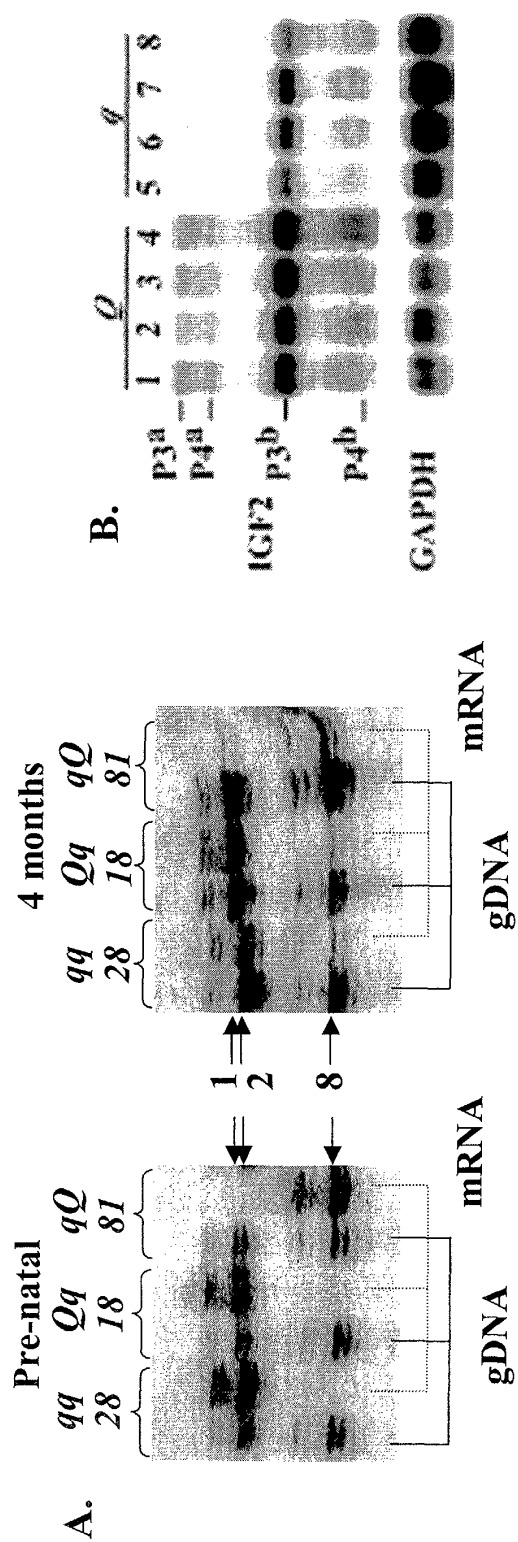 A.
Pre-natal
qq Qq qQ
28 18 81
gDNA
mRNA
1
2
8
4 months
qq Qq qQ
28 18 81
gDNA
mRNA
B.
Q q
1 2 3 4 5 6 7 8
P3a
P4a
IGF2
P3b
P4b
GAPDH